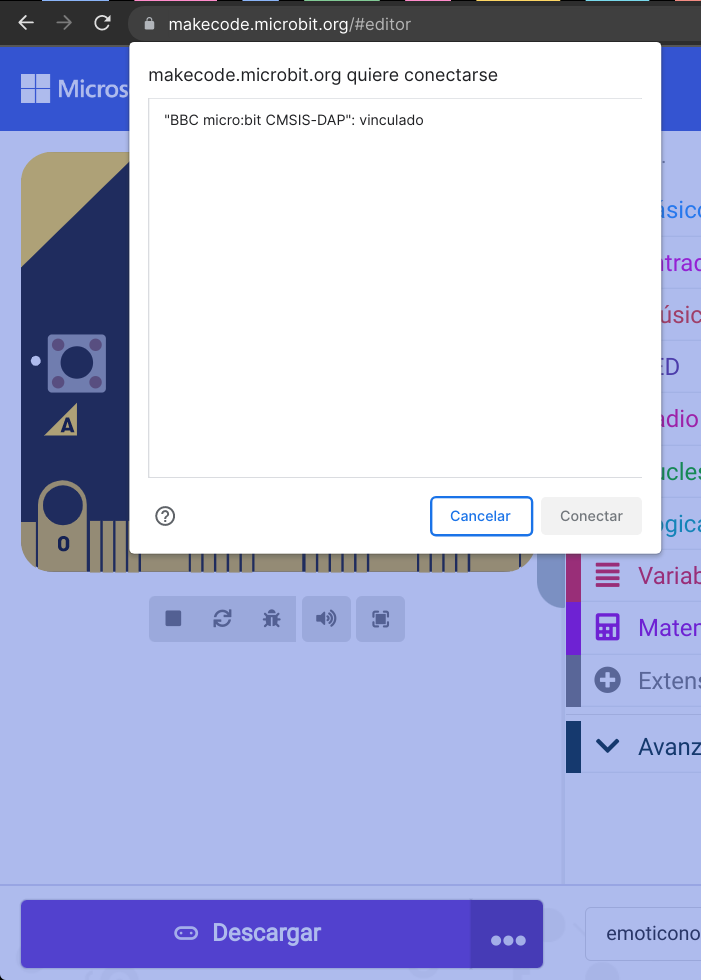 makecode.microbit.org/#editor
makecode.microbit.org quiere conectarse
"BBC micro:bit CMSIS-DAP": vinculado
Cancelar
Conectar
Micros
ásico
ntrad
úsic
ED
adio
ucles
ógica
Variab
Matem
Extens
Avanz
A
0
Descargar
emoticono